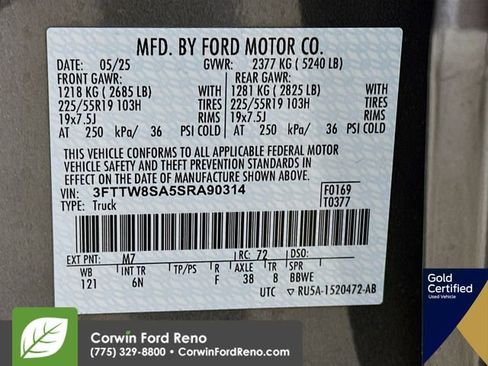 MFD. BY FORD MOTOR CO.
DATE: 05/25 GVWR: 2377 KG ( 5240 LB)
FRONT GAWR: REAR GAWR:
1218 KG ( 2685 LB) WITH 1281 KG ( 2825 LB) WITH
225/55R19 103H TIRES 225/55R19 103H TIRES
19x7.5J RIMS 19x7.5J RIMS
AT 250 kPa/ 36 PSI COLD AT 250 kPa/ 36 PSI COLD
THIS VEHICLE CONFORMS TO ALL APPLICABLE FEDERAL MOTOR
VEHICLE SAFETY AND THEFT PREVENTION STANDARDS IN EFFECT
ON THE DATE OF MANUFACTURE SHOWN ABOVE.
VIN: 3FTTW8SA5SRA90314 F0169
TYPE: Truck T0377
EXT PNT: M7 RC: 72 DSO:
WB INT TR TP/PS R AXLE TR SPR
121 6N F 38 8 BBWE
UTC ▽ RU5A-1520472-AB
Gold
Certified
Used Vehicle
Corwin Ford Reno
(775) 329-8800 • CorwinFordReno.com